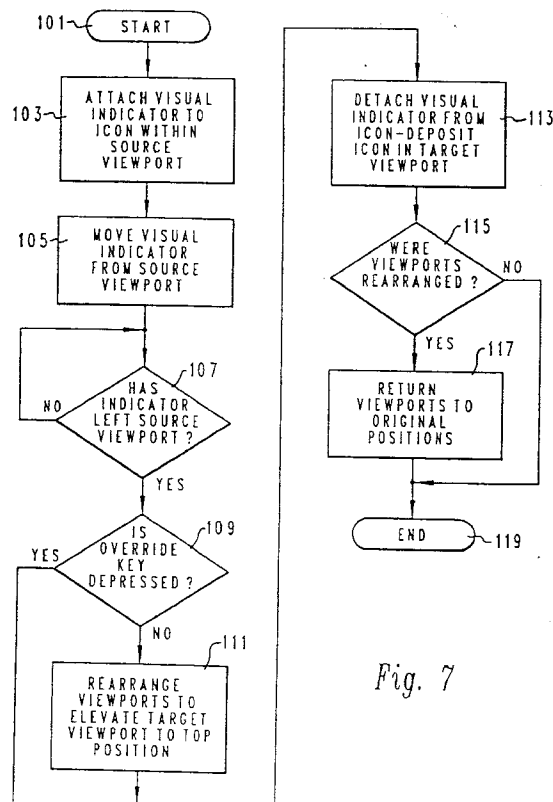 101
START
103
ATTACH VISUAL
INDICATOR TO
ICON WITHIN
SOURCE
VIEWPORT
105
MOVE VISUAL
INDICATOR
FROM SOURCE
VIEWPORT
107
HAS
INDICATOR
LEFT SOURCE
VIEWPORT?
NO
YES
109
IS
OVERRIDE
KEY
DEPRESSED?
YES
NO
111
REARRANGE
VIEWPORTS TO
ELEVATE TARGET
VIEWPORT TO TOP
POSITION
DETACH VISUAL
INDICATOR FROM
ICON-DEPOSIT
ICON IN TARGET
VIEWPORT
113
115
WERE
VIEWPORTS
REARRANGED?
NO
YES
117
RETURN
VIEWPORTS TO
ORIGINAL
POSITIONS
END
119
Fig. 7